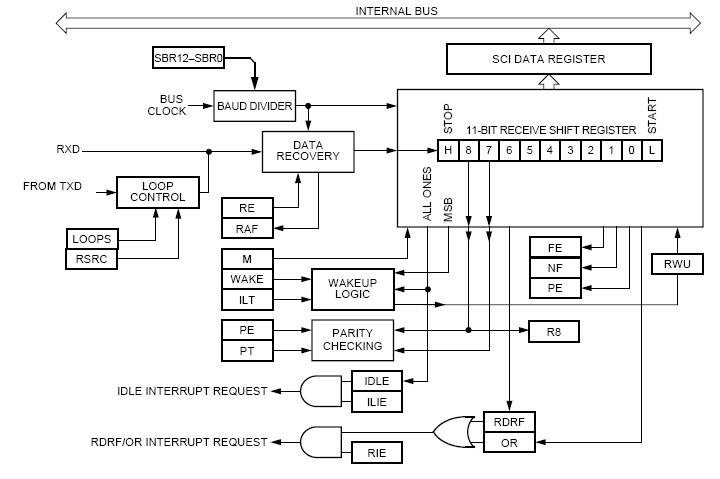 INTERNAL BUS
SBR12–SBR0
SCI DATA REGISTER
BUS
CLOCK
BAUD DIVIDER
STOP
START
11-BIT RECEIVE SHIFT REGISTER
RXD
DATA
RECOVERY
H 8 7 6 5 4 3 2 1 0 L
FROM TXD
LOOP
CONTROL
ALL ONES
MSB
RE
RAF
LOOPS
RSRC
M
WAKE
ILT
WAKEUP
LOGIC
FE
NF
PE
RWU
PE
PT
PARITY
CHECKING
R8
IDLE INTERRUPT REQUEST
IDLE
ILIE
RDRF/OR INTERRUPT REQUEST
RIE
RDRF
OR